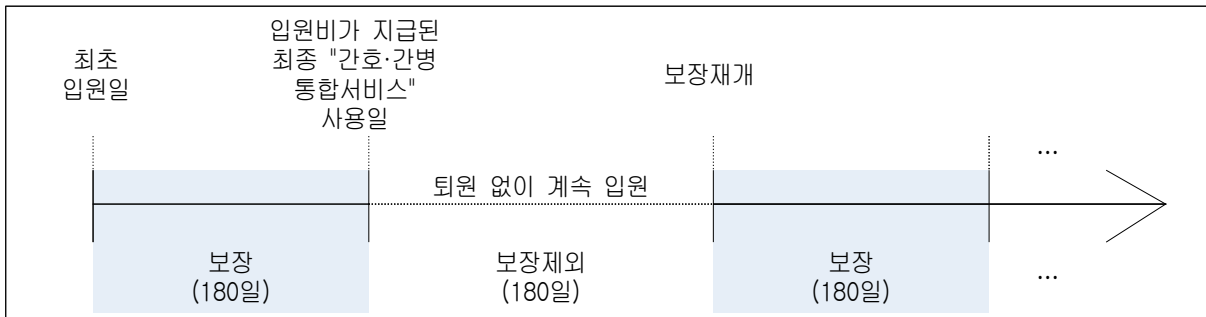 최초
입원일
입원비가 지급된
최종 "간호·간병
통합서비스"
사용일
보장재개
...
퇴원 없이 계속 입원
보장
(180일)
보장제외
(180일)
보장
(180일)
...